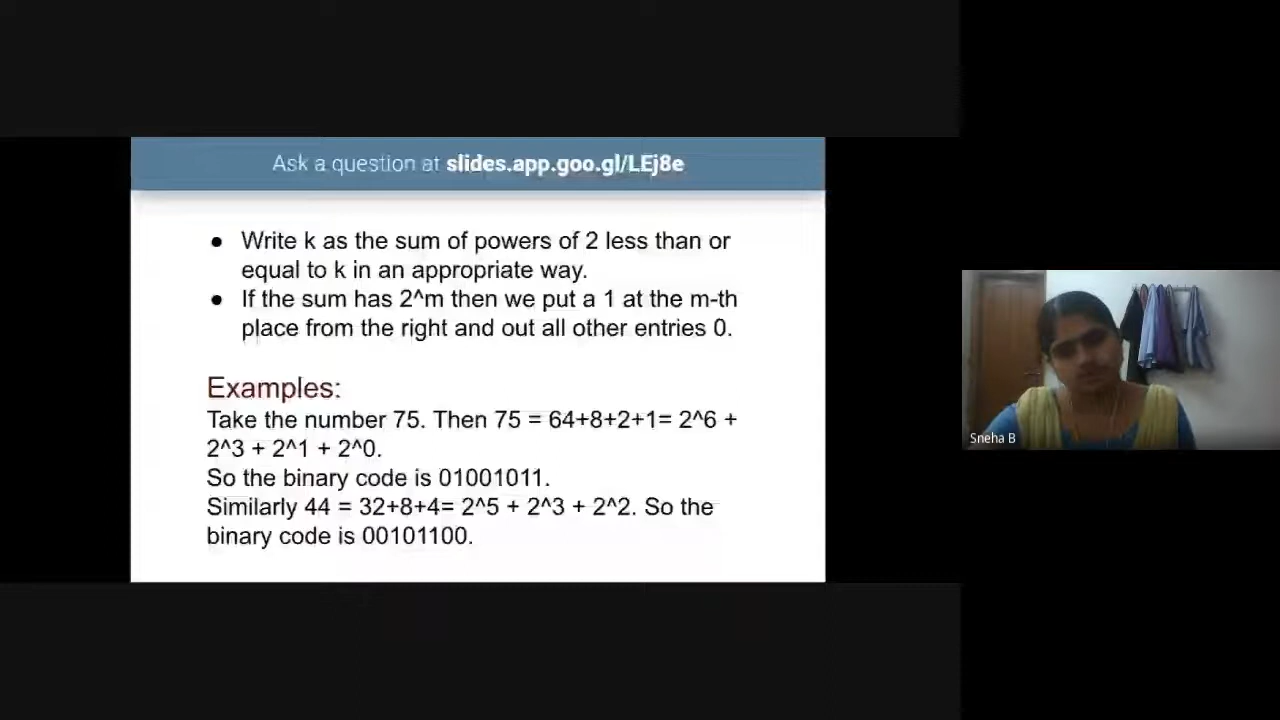 Ask a question at slides.app.goo.gl/LEj8e
● Write k as the sum of powers of 2 less than or
equal to k in an appropriate way.
● If the sum has 2^m then we put a 1 at the m-th
place from the right and out all other entries 0.
Examples:
Take the number 75. Then 75 = 64+8+2+1= 2^6 +
2^3 + 2^1 + 2^0.
So the binary code is 01001011.
Similarly 44 = 32+8+4= 2^5 + 2^3 + 2^2. So the
binary code is 00101100.
Sneha B